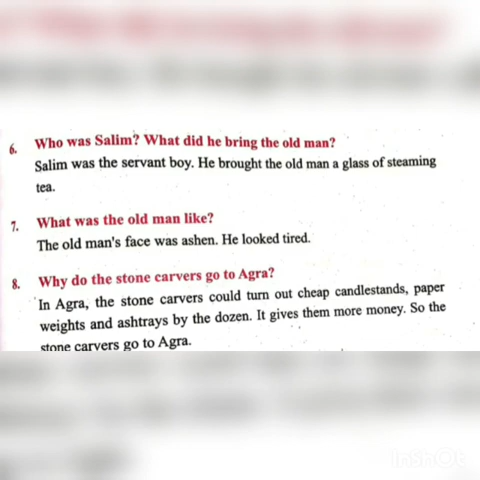 6. Who was Salim? What did he bring the old man?
Salim was the servant boy. He brought the old man a glass of steaming
tea.
7. What was the old man like?
The old man's face was ashen. He looked tired.
8. Why do the stone carvers go to Agra?
In Agra, the stone carvers could turn out cheap candlestands, paper
weights and ashtrays by the dozen. It gives them more money. So the
stone carvers go to Agra.
InShOt